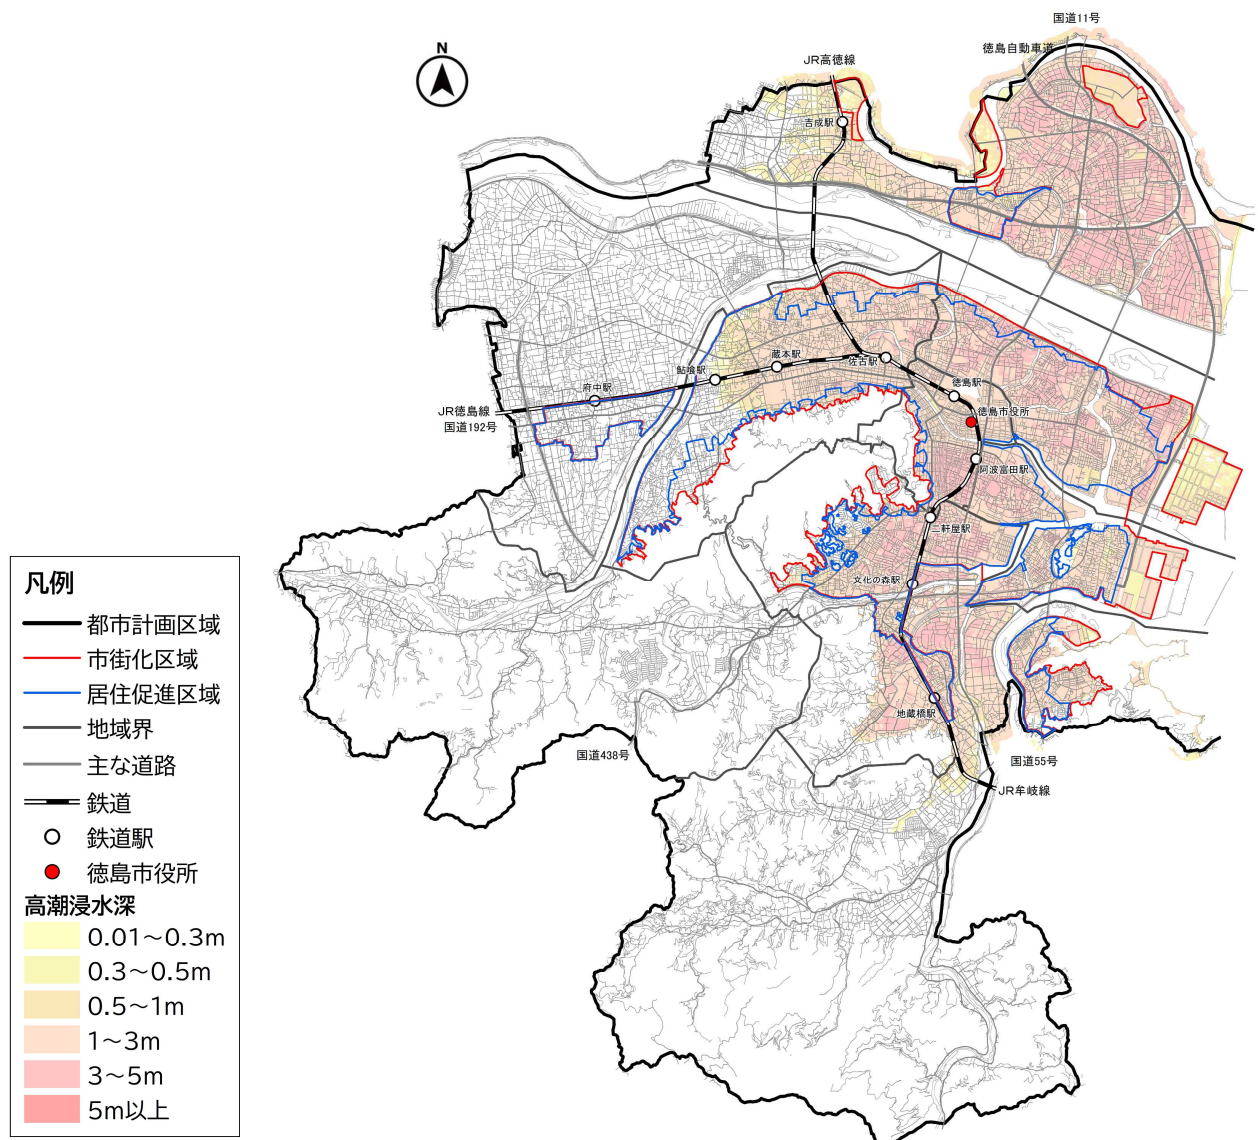 国道11号
N
徳島自動車道
JR高徳線
吉成駅
蔵本駅
佐古駅
鮎喰駅
府中駅
徳島駅
JR徳島線
徳島市役所
国道192号
阿波富田駅
二軒屋駅
文化の森駅
地蔵橋駅
国道438号
国道55号
JR牟岐線
凡例
都市計画区域
市街化区域
居住促進区域
地域界
主な道路
鉄道
鉄道駅
徳島市役所
高潮浸水深
0.01～0.3m
0.3～0.5m
0.5～1m
1～3m
3～5m
5m以上